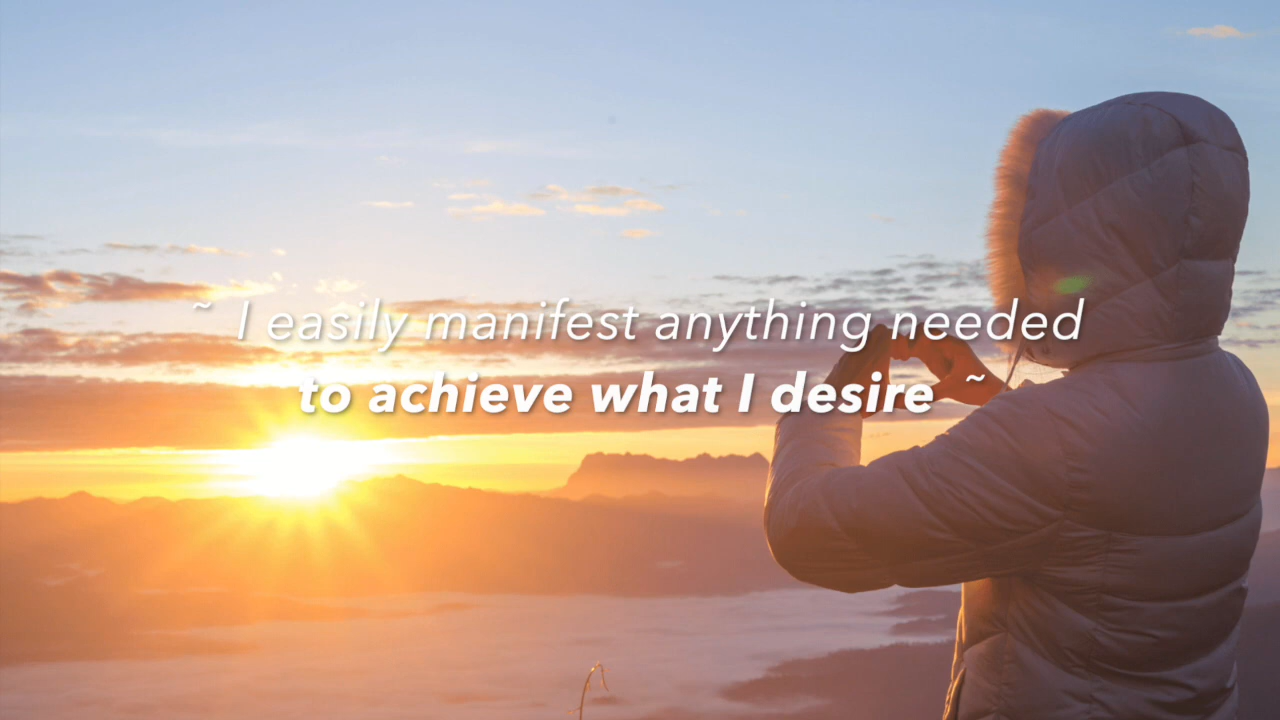 ~ I easily manifest anything needed
to achieve what I desire ~